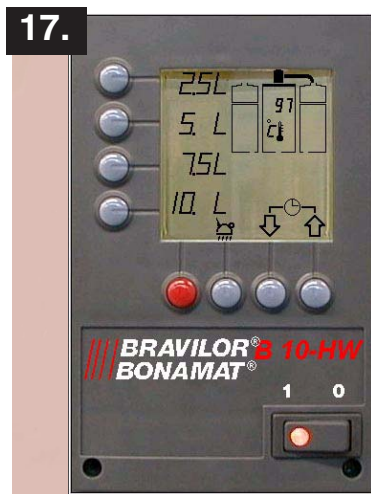 17.
2.5L
97
°C
5. L
7.5L
10. L
BRAVILOR® B 10-HW
BONAMAT®
1 0